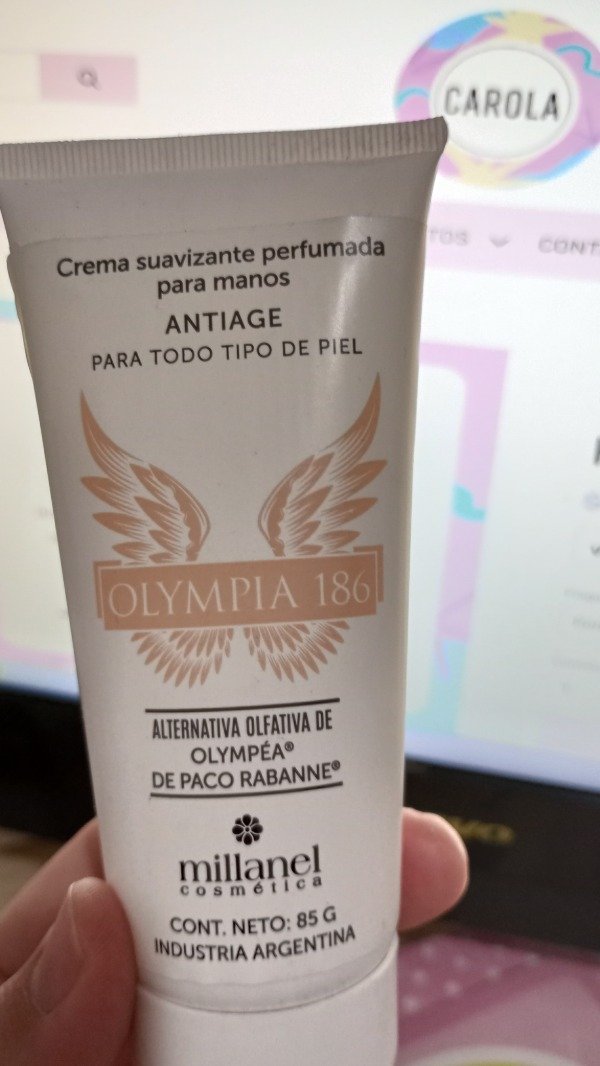 CAROLA
Crema suavizante perfumada
para manos
ANTIAGE
PARA TODO TIPO DE PIEL
OLYMPIA 186
ALTERNATIVA OLFATIVA DE
OLYMPÉA®
DE PACO RABANNE®
millanel
cosmética
CONT. NETO: 85 G
INDUSTRIA ARGENTINA